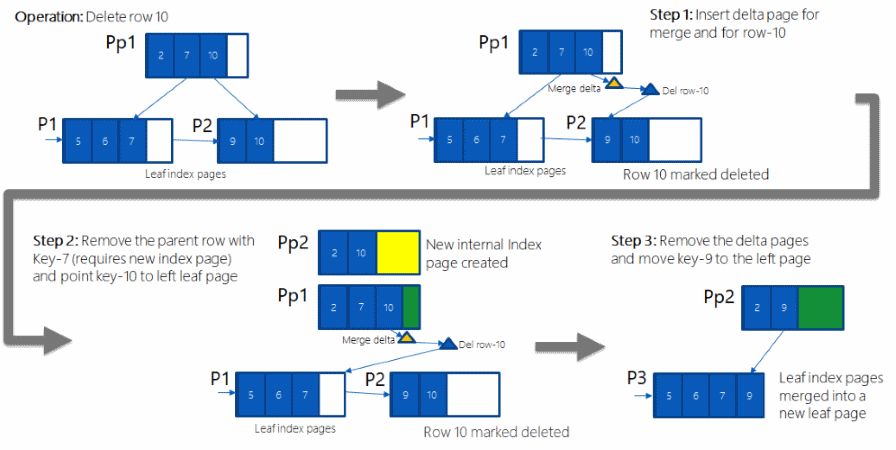 Operation: Delete row 10
Pp1
2 7 10
P1
5 6 7
P2
9 10
Leaf index pages
Step 1: Insert delta page for
merge and for row-10
Pp1
2 7 10
Merge delta
Del row-10
P1
5 6 7
P2
9 10
Leaf index pages
Row 10 marked deleted
Step 2: Remove the parent row with
Key-7 (requires new index page)
and point key-10 to left leaf page
Pp2
2 10
New internal Index
page created
Pp1
2 7 10
Merge delta
Del row-10
P1
5 6 7
P2
9 10
Leaf index pages
Row 10 marked deleted
Step 3: Remove the delta pages
and move key-9 to the left page
Pp2
2 9
P3
5 6 7 9
Leaf index pages
merged into a
new leaf page